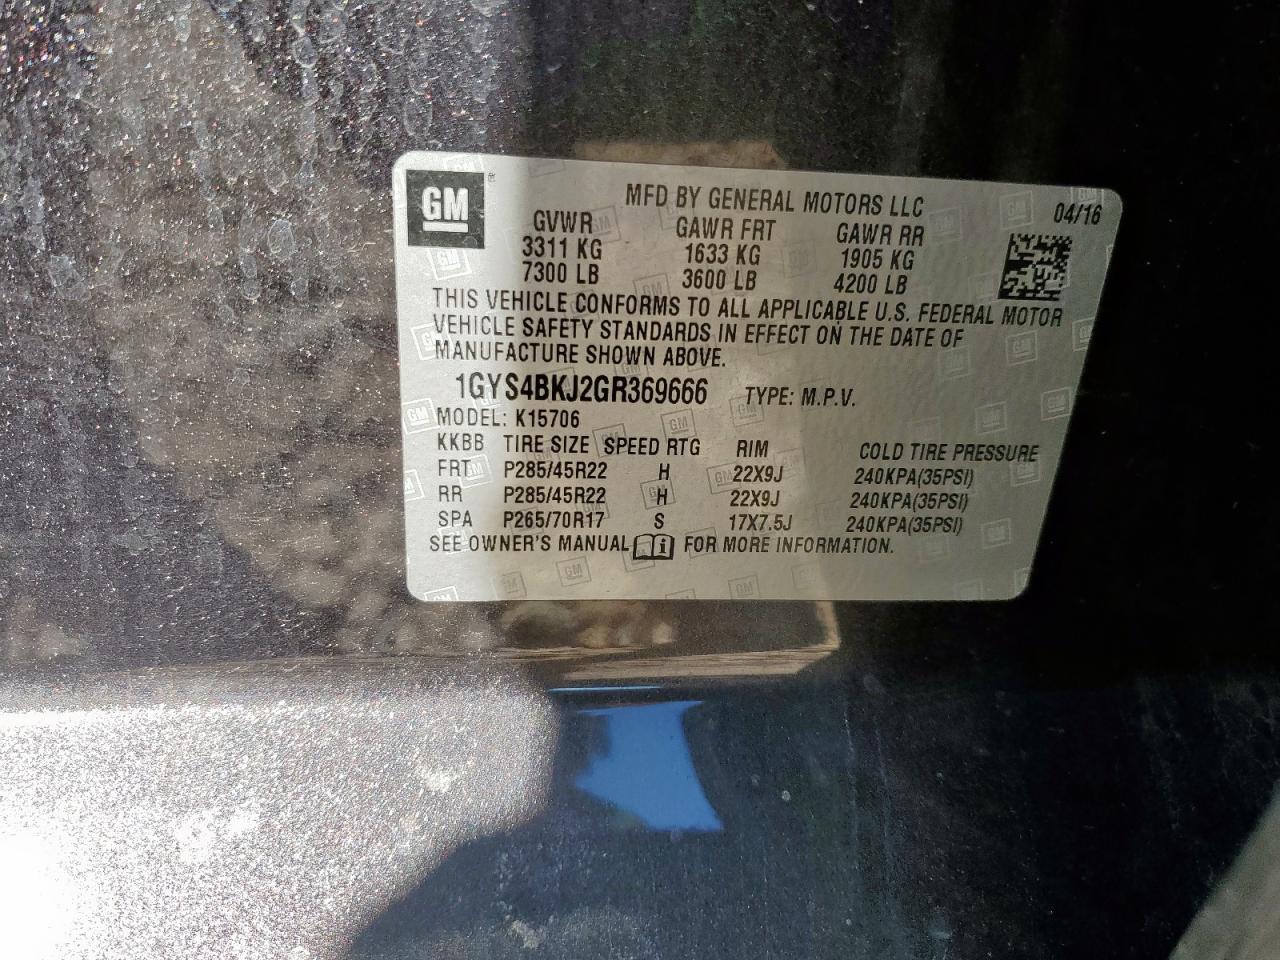 GM ®
MFD BY GENERAL MOTORS LLC
04/16
GVWR GAWR FRT GAWR RR
3311 KG 1633 KG 1905 KG
7300 LB 3600 LB 4200 LB
THIS VEHICLE CONFORMS TO ALL APPLICABLE U.S. FEDERAL MOTOR
VEHICLE SAFETY STANDARDS IN EFFECT ON THE DATE OF
MANUFACTURE SHOWN ABOVE.
1GYS4BKJ2GR369666 TYPE: M.P.V.
MODEL: K15706
KKBB TIRE SIZE SPEED RTG RIM COLD TIRE PRESSURE
FRT P285/45R22 H 22X9J 240KPA(35PSI)
RR P285/45R22 H 22X9J 240KPA(35PSI)
SPA P265/70R17 S 17X7.5J 240KPA(35PSI)
SEE OWNER'S MANUAL i FOR MORE INFORMATION.